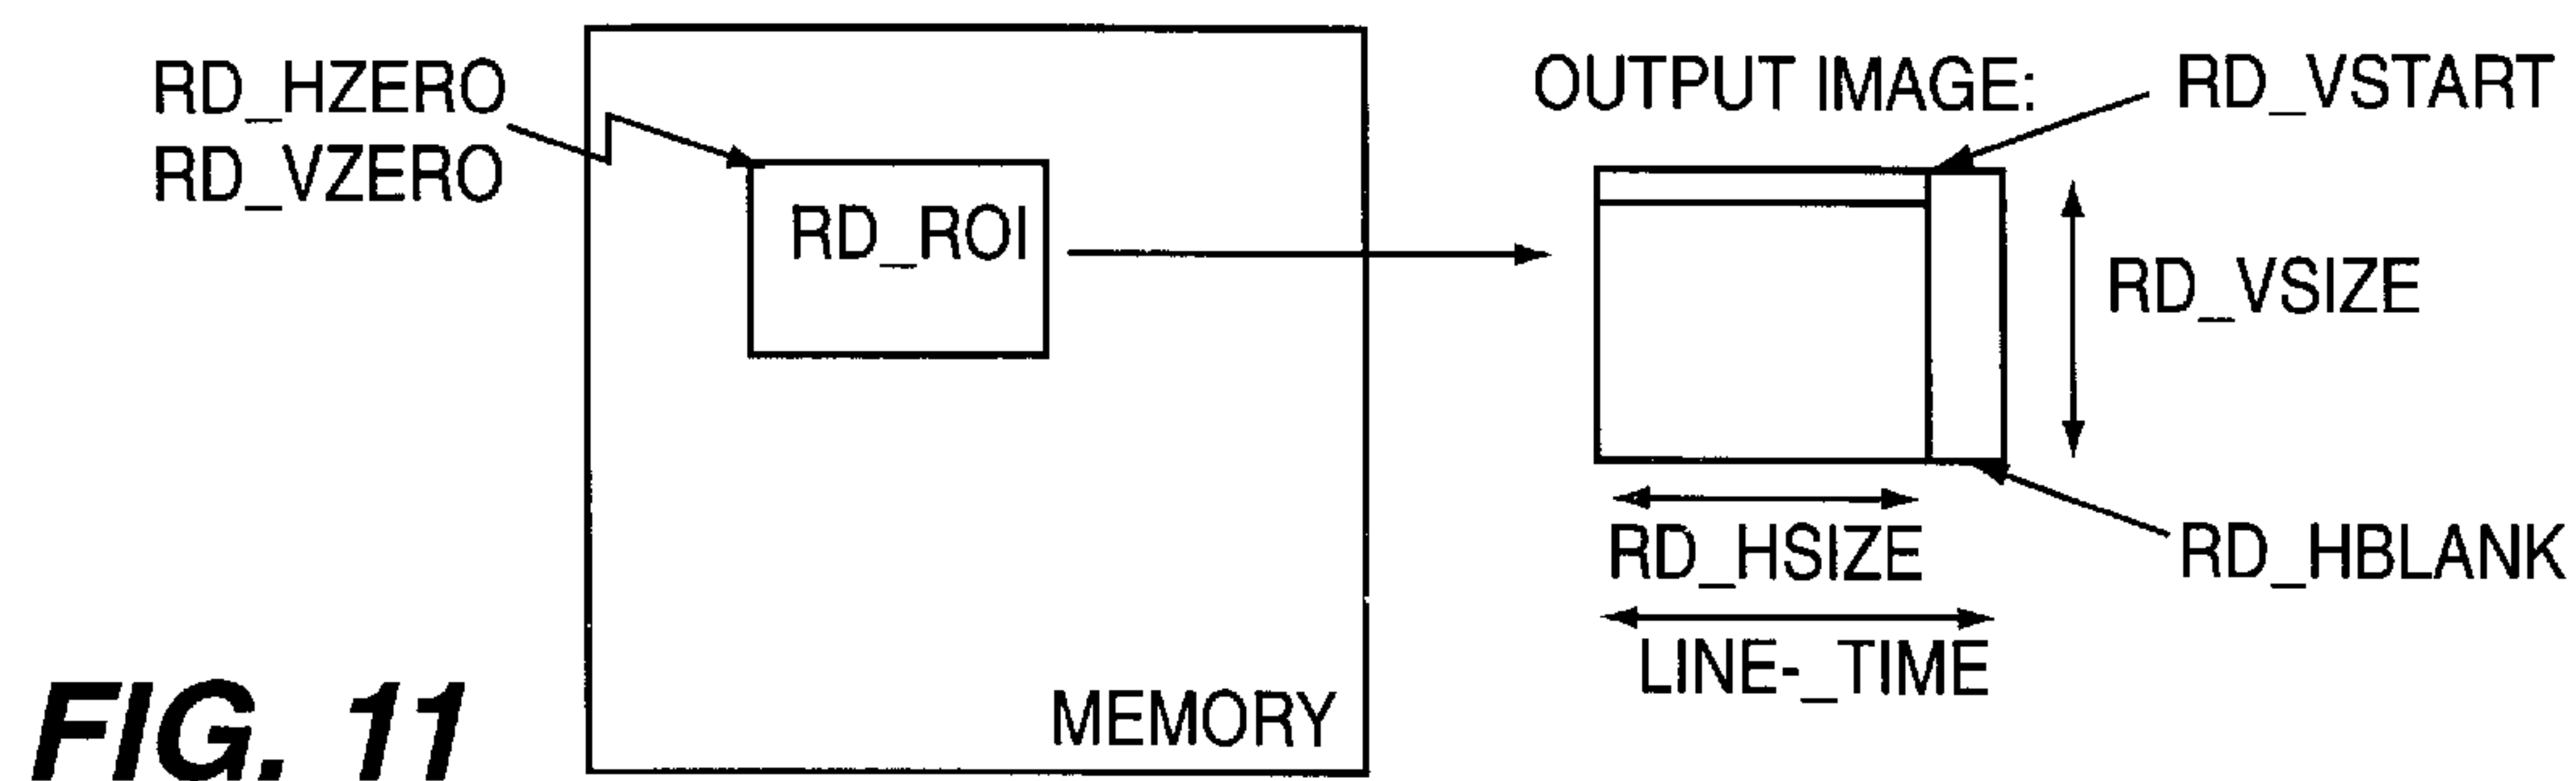 RD_HZERO
RD_VZERO
RD_ROI
MEMORY
OUTPUT IMAGE:
RD_VSTART
RD_VSIZE
RD_HSIZE
RD_HBLANK
LINE-_TIME
FIG. 11